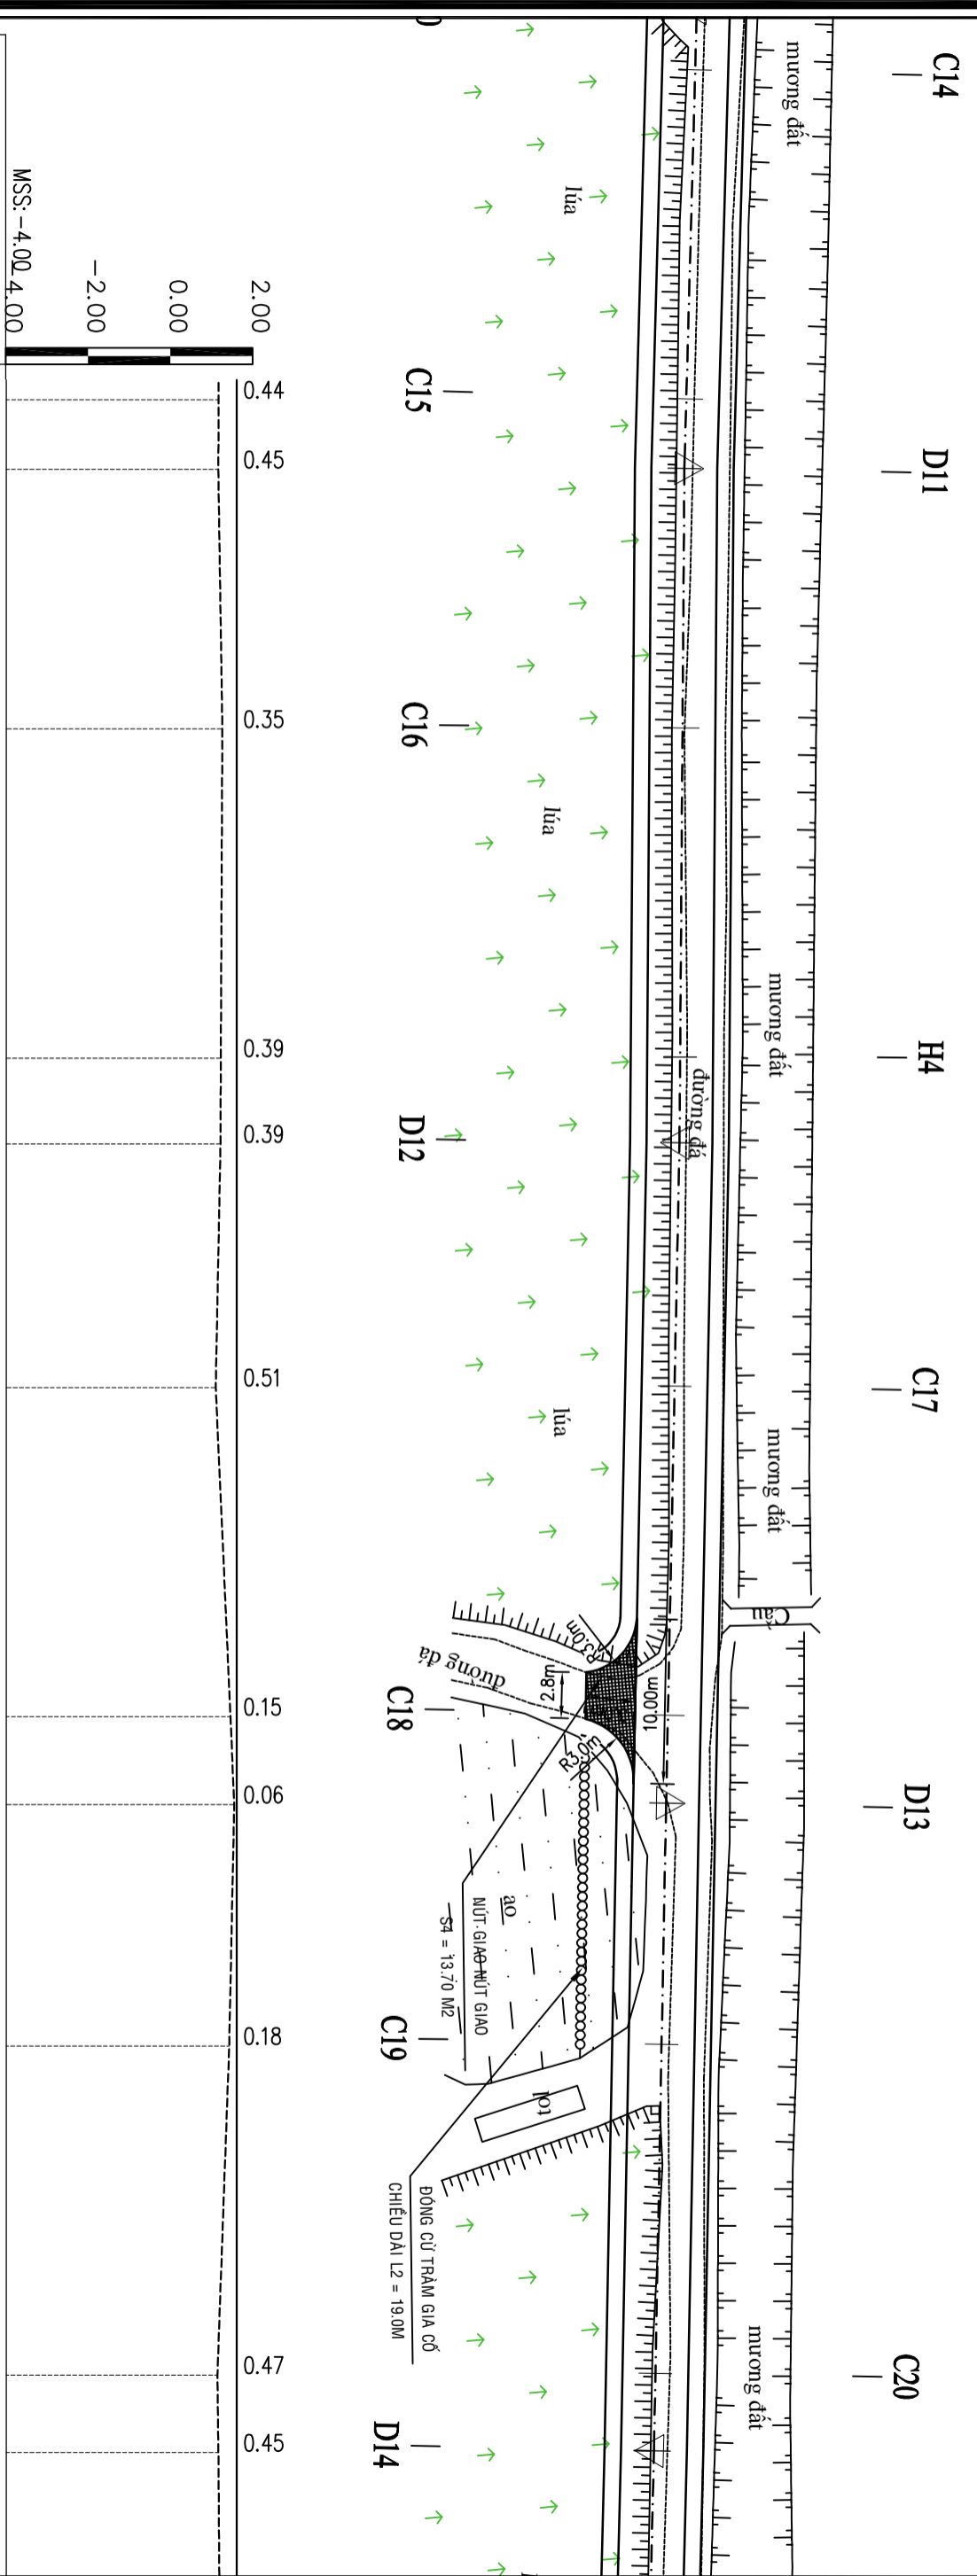 C14
D11
H4
C17
D13
C20
mương đất
mương đất
mương đất
mương đất
Cầu
đường đá
lúa
lúa
lúa
C15
C16
D12
C18
C19
D14
R3.0m
10.00m
2.8m
R3.0m
đường đá
ao
NÚT GIAO NÚT GIAO
S4 = 13.70 M2
tol
ĐÓNG CỪ TRÀM GIA CỐ
CHIỀU DÀI L2 = 19.0M
2.00
0.00
-2.00
-4.00
MSS:-4.00
0.44
0.45
0.35
0.39
0.39
0.51
0.15
0.06
0.18
0.47
0.45